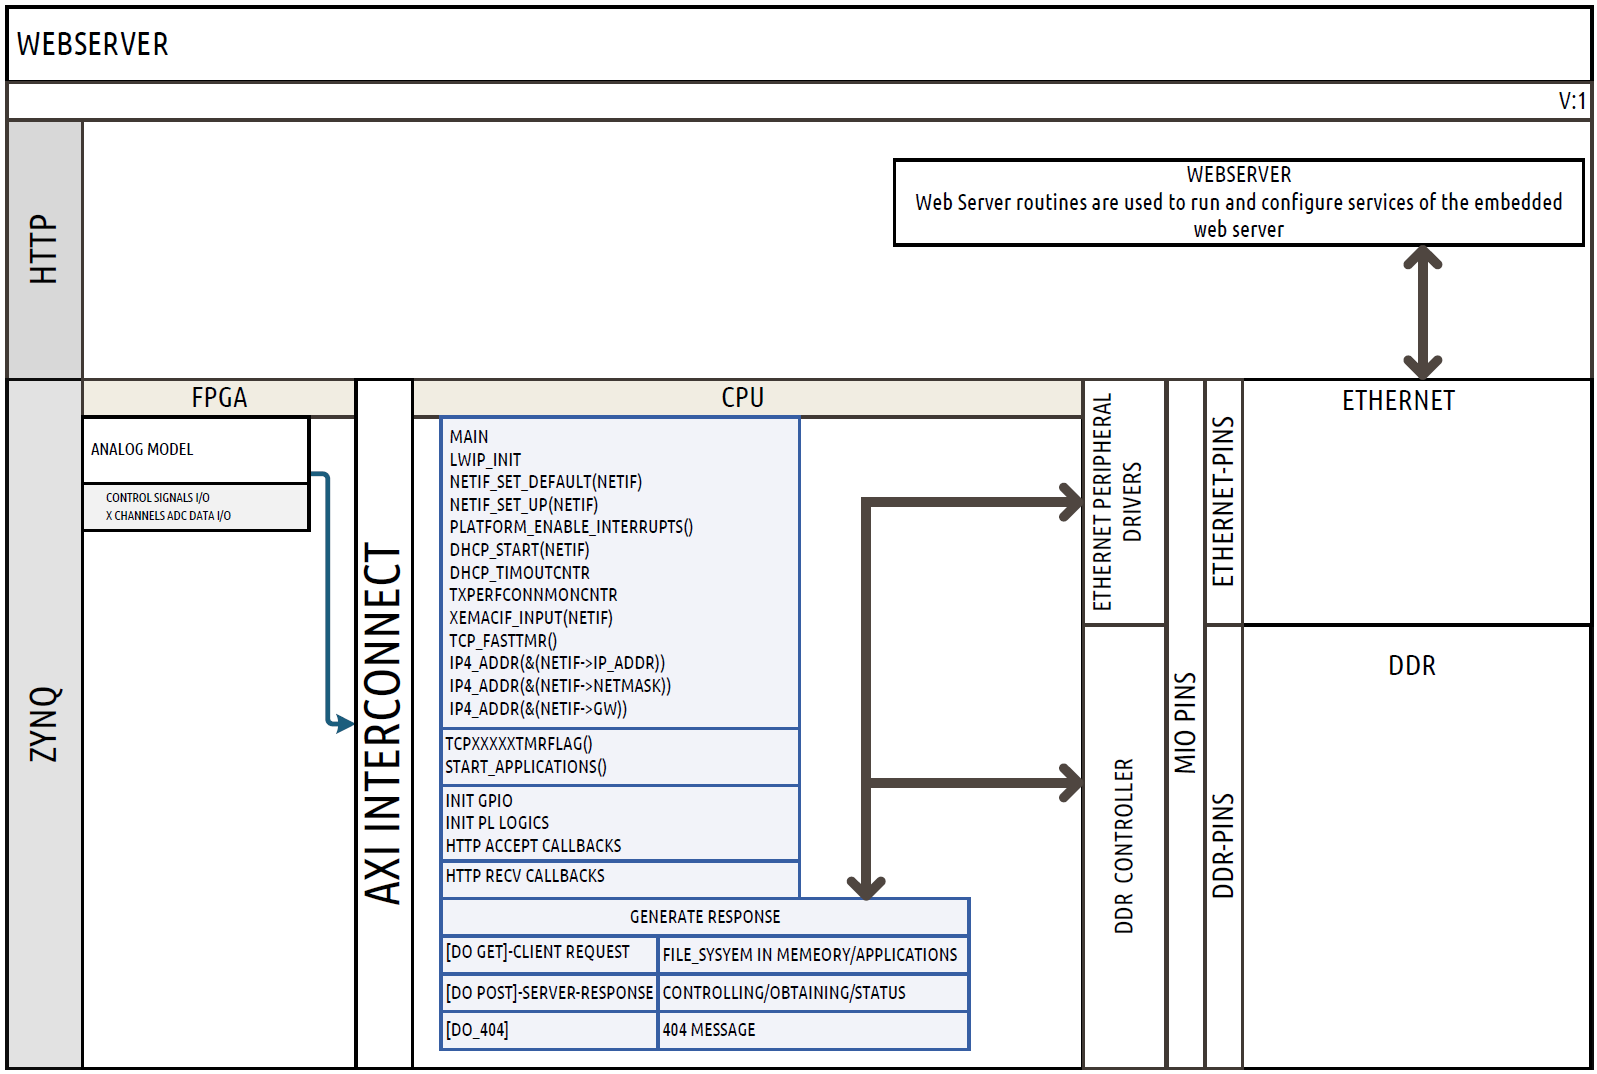 WEBSERVER
V:1
HTTP
WEBSERVER
Web Server routines are used to run and configure services of the embedded
web server
ZYNQ
FPGA
ANALOG MODEL
CONTROL SIGNALS I/O
X CHANNELS ADC DATA I/O
AXI INTERCONNECT
CPU
MAIN
LWIP_INIT
NETIF_SET_DEFAULT(NETIF)
NETIF_SET_UP(NETIF)
PLATFORM_ENABLE_INTERRUPTS()
DHCP_START(NETIF)
DHCP_TIMOUTCNTR
TXPERFCONNMONCNTR
XEMACIF_INPUT(NETIF)
TCP_FASTTMR()
IP4_ADDR(&(NETIF->IP_ADDR))
IP4_ADDR(&(NETIF->NETMASK))
IP4_ADDR(&(NETIF->GW))
TCPXXXXXTMRFLAG()
START_APPLICATIONS()
INIT GPIO
INIT PL LOGICS
HTTP ACCEPT CALLBACKS
HTTP RECV CALLBACKS
GENERATE RESPONSE
[DO GET]-CLIENT REQUEST
FILE_SYSYEM IN MEMEORY/APPLICATIONS
[DO POST]-SERVER-RESPONSE
CONTROLLING/OBTAINING/STATUS
[DO_404]
404 MESSAGE
ETHERNET PERIPHERAL
DRIVERS
DDR CONTROLLER
MIO PINS
ETHERNET-PINS
DDR-PINS
ETHERNET
DDR